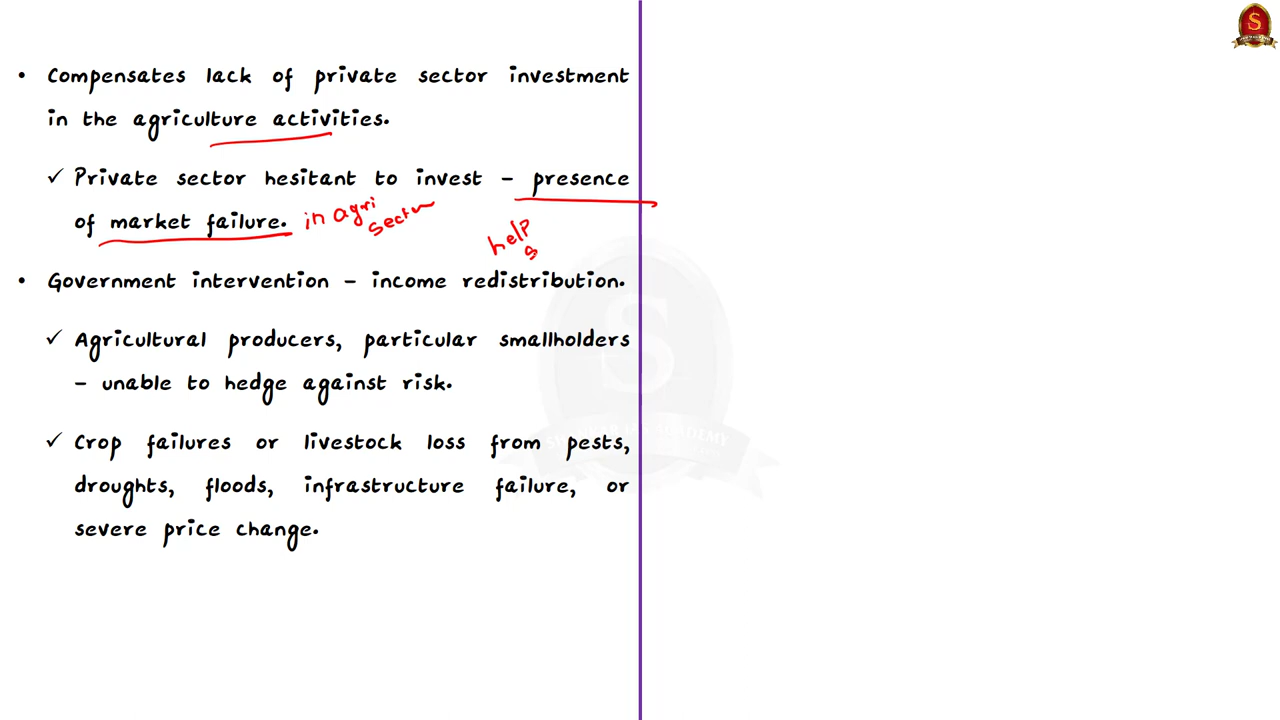 • Compensates lack of private sector investment
in the agriculture activities.
✓ Private sector hesitant to invest – presence
of market failure. in agri sector
helps
• Government intervention – income redistribution.
✓ Agricultural producers, particular smallholders
– unable to hedge against risk.
✓ Crop failures or livestock loss from pests,
droughts, floods, infrastructure failure, or
severe price change.